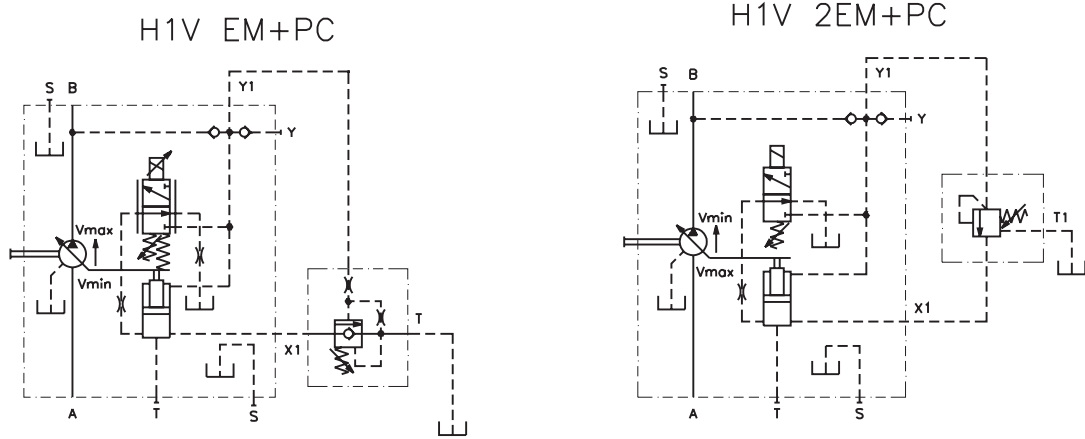 H1V EM+PC
H1V 2EM+PC
S B
Y1
Y
Vmax
Vmin
X1
T
A
T
S
S B
Y1
Y
Vmin
Vmax
T1
X1
A
T
S